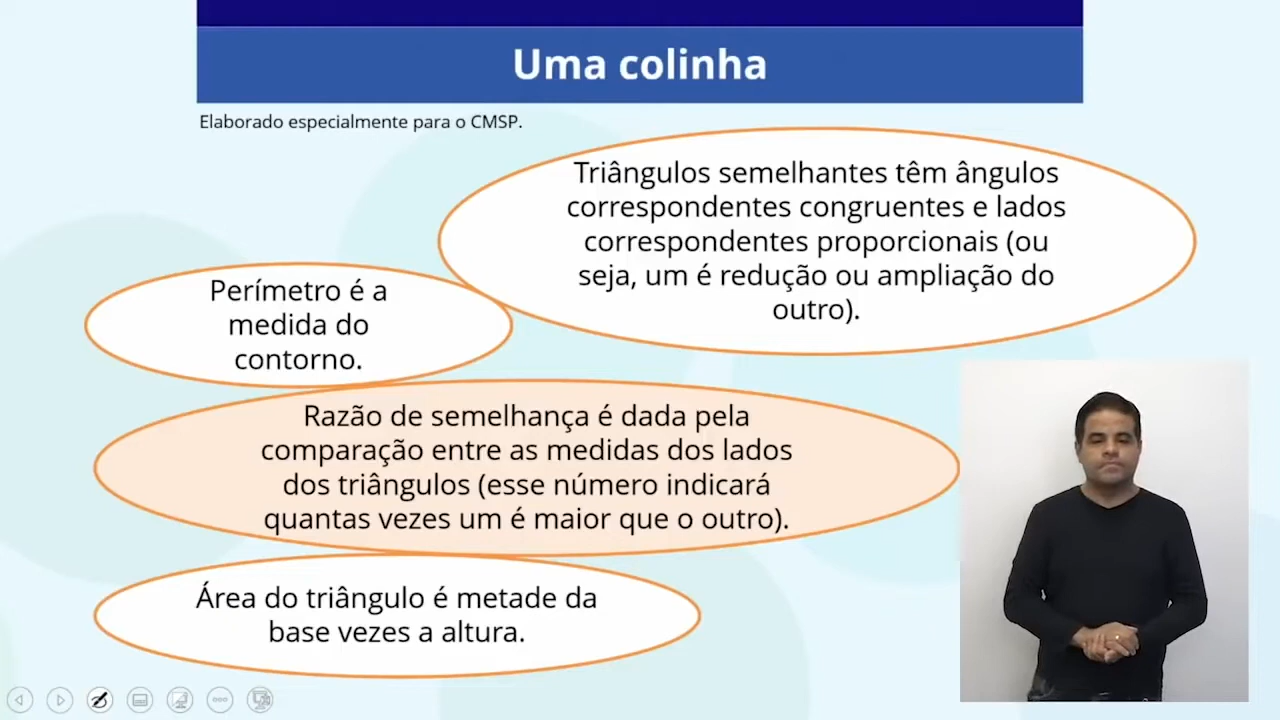 Uma colinha
Elaborado especialmente para o CMSP.
Triângulos semelhantes têm ângulos
correspondentes congruentes e lados
correspondentes proporcionais (ou
seja, um é redução ou ampliação do
outro).
Perímetro é a
medida do
contorno.
Razão de semelhança é dada pela
comparação entre as medidas dos lados
dos triângulos (esse número indicará
quantas vezes um é maior que o outro).
Área do triângulo é metade da
base vezes a altura.